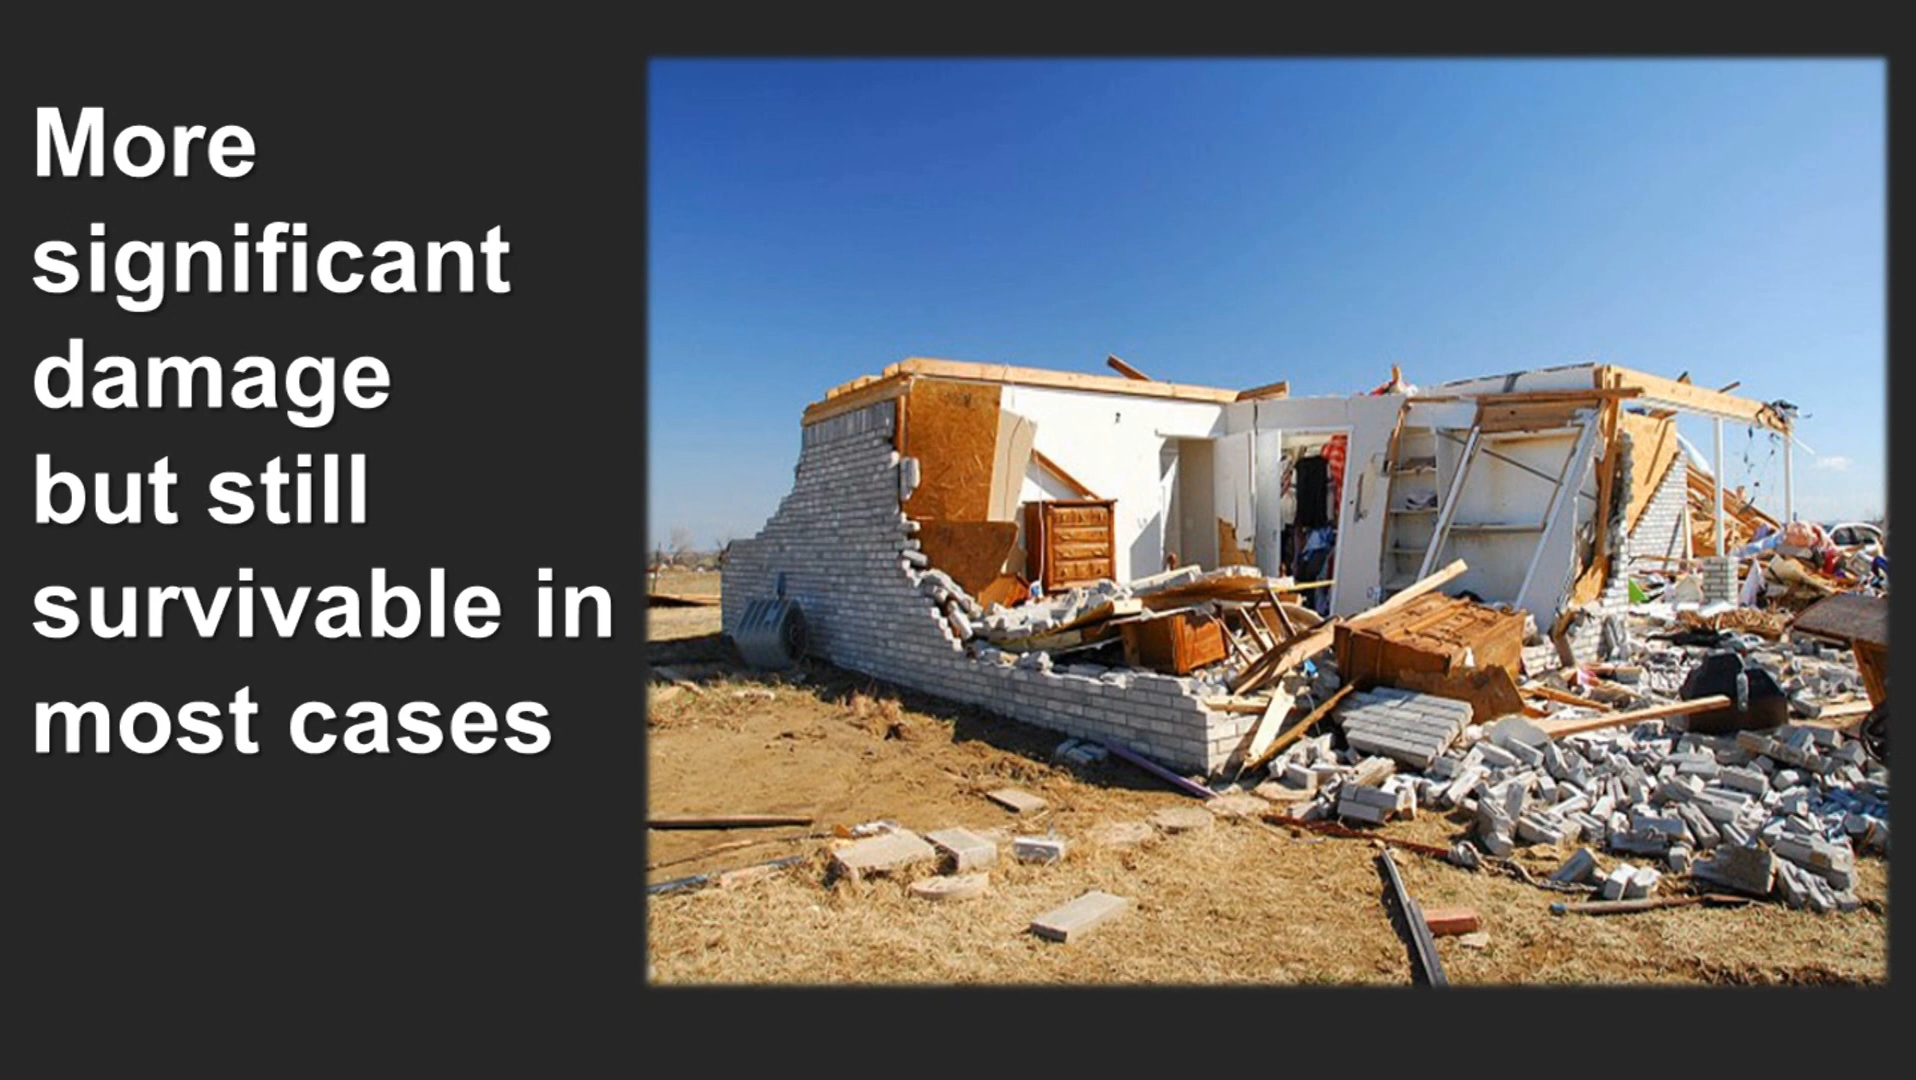 More
significant
damage
but still
survivable in
most cases